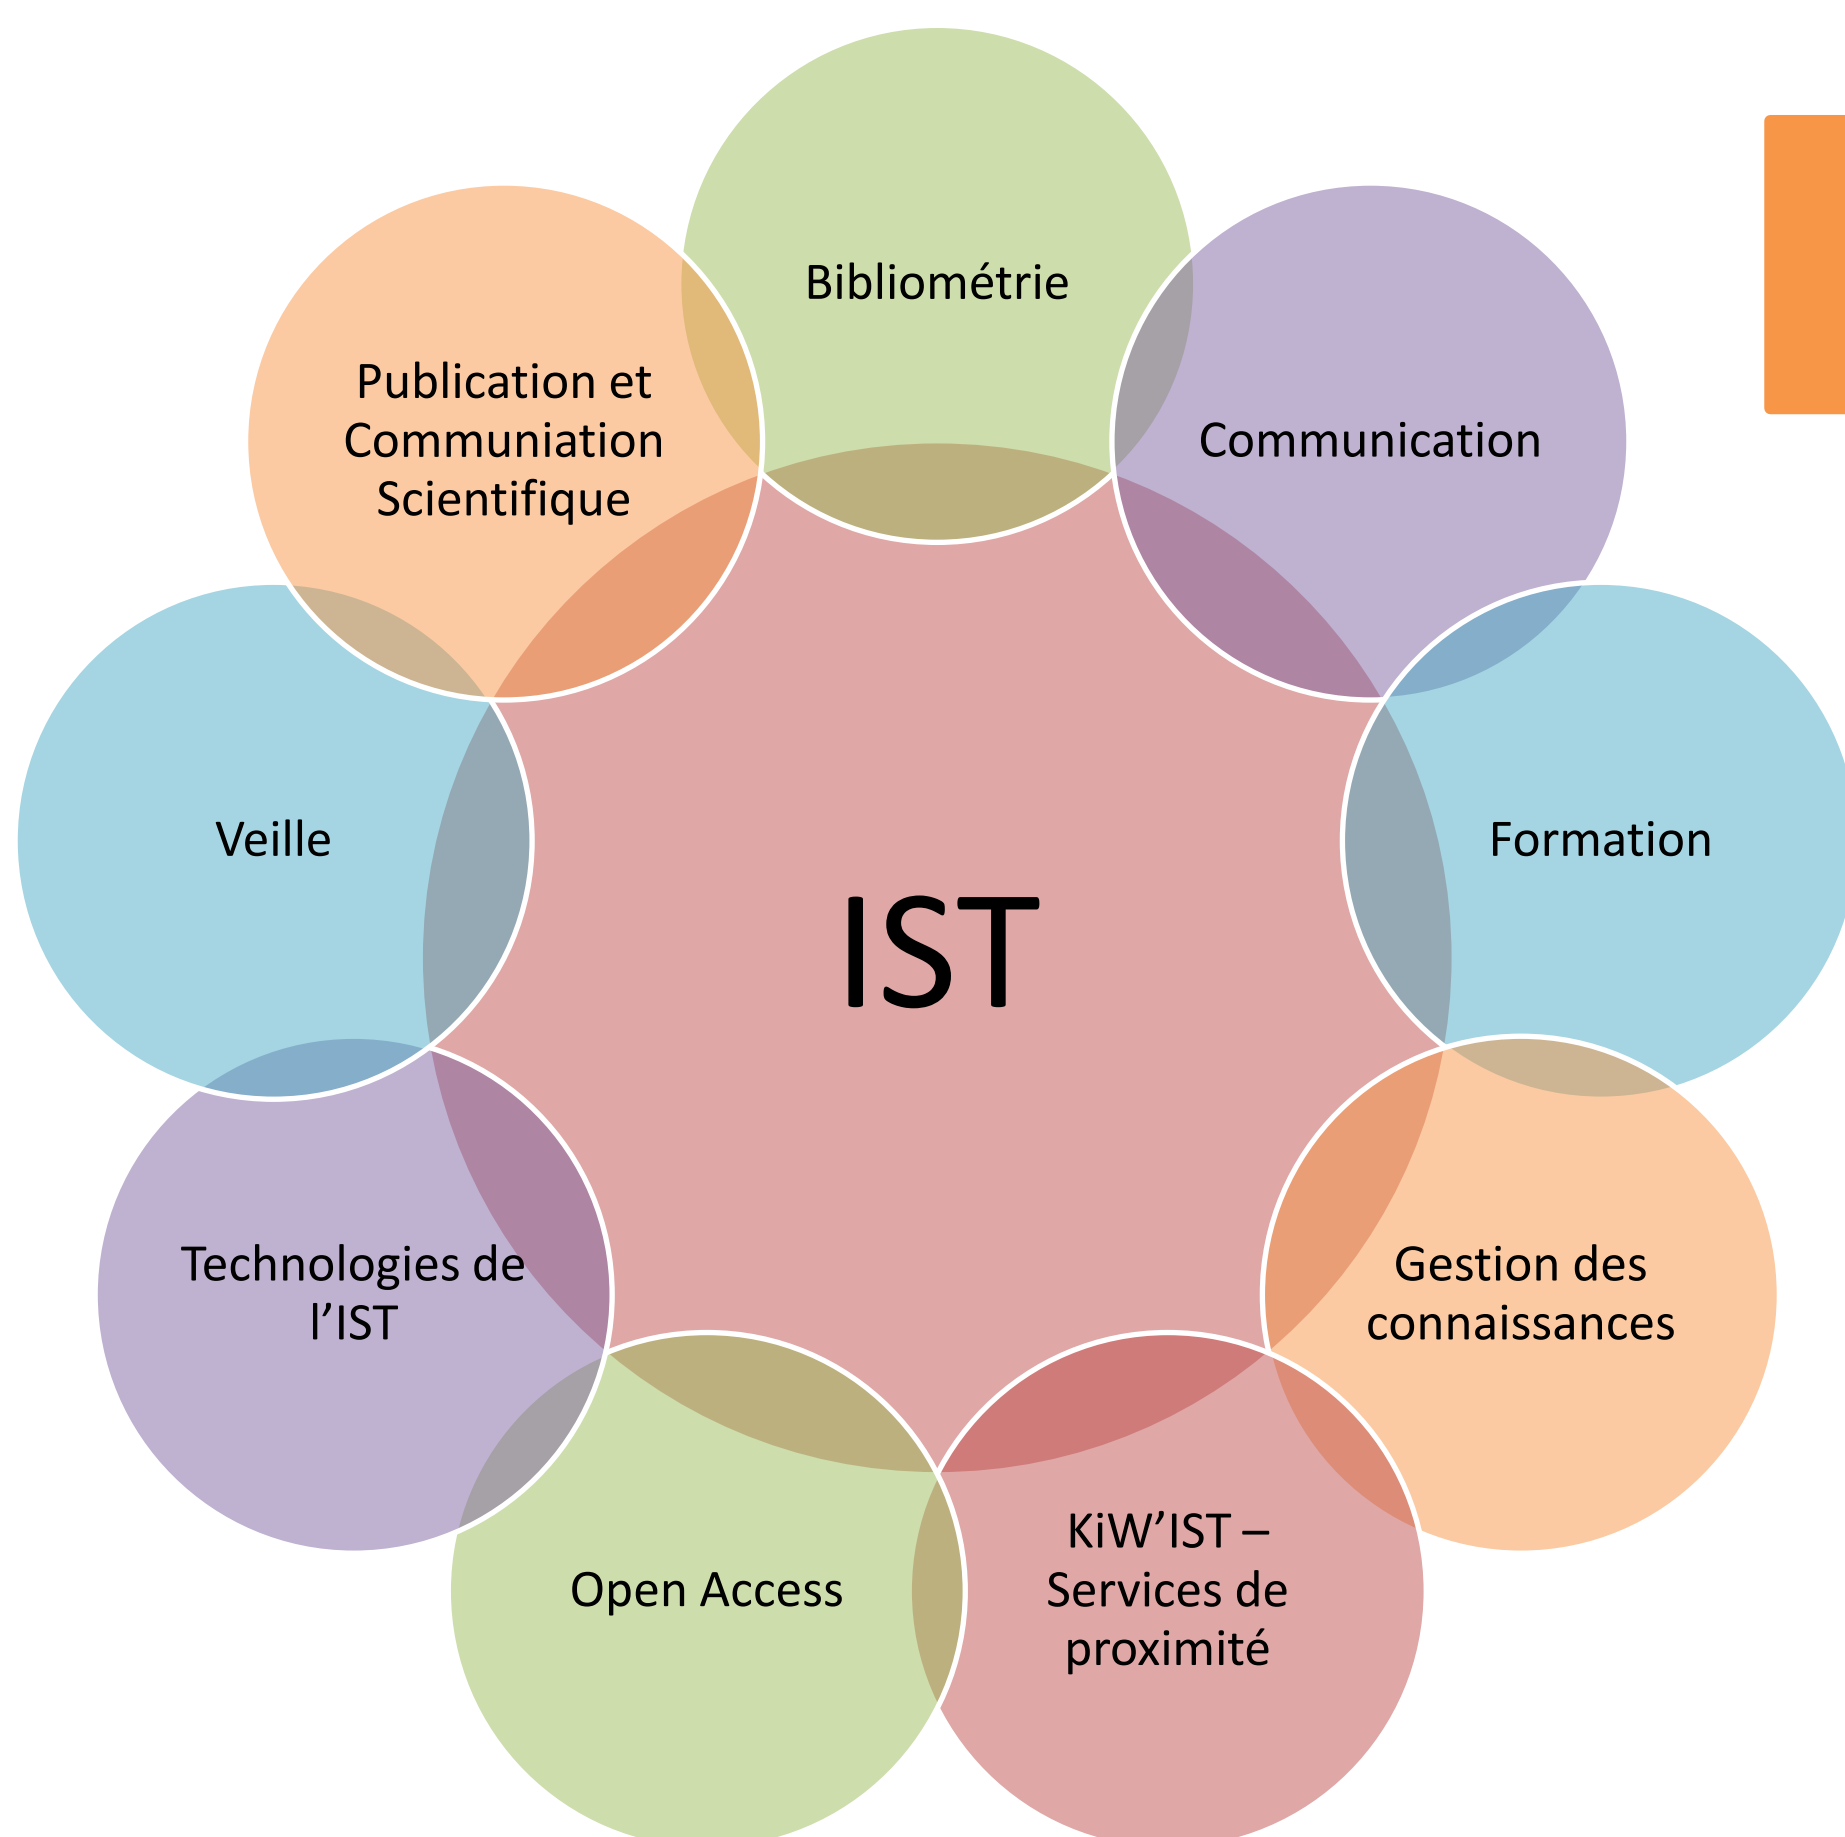 Bibliométrie
Communication
Formation
Gestion des
connaissances
KiW’IST –
Services de
proximité
Open Access
Technologies de
l’IST
Veille
Publication et
Communiation
Scientifique
IST